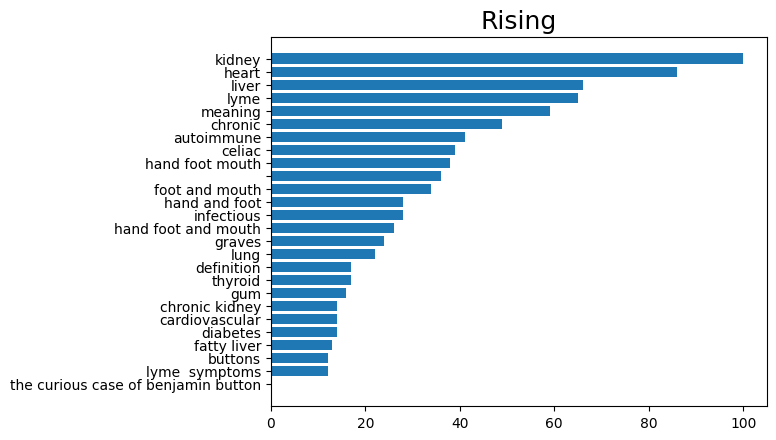 Rising
kidney
heart
liver
lyme
meaning
chronic
autoimmune
celiac
hand foot mouth
foot and mouth
hand and foot
infectious
hand foot and mouth
graves
lung
definition
thyroid
gum
chronic kidney
cardiovascular
diabetes
fatty liver
buttons
lyme  symptoms
the curious case of benjamin button
0 20 40 60 80 100